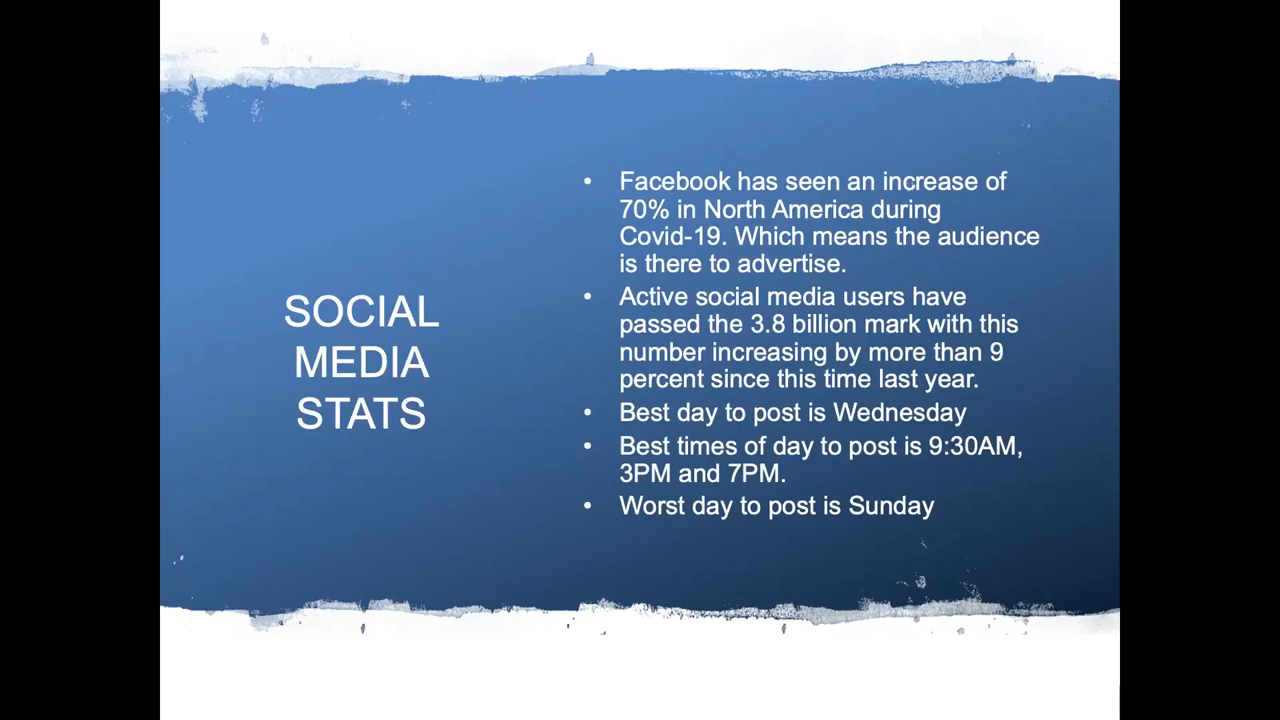 SOCIAL
MEDIA
STATS
• Facebook has seen an increase of
70% in North America during
Covid-19. Which means the audience
is there to advertise.
• Active social media users have
passed the 3.8 billion mark with this
number increasing by more than 9
percent since this time last year.
• Best day to post is Wednesday
• Best times of day to post is 9:30AM,
3PM and 7PM.
• Worst day to post is Sunday